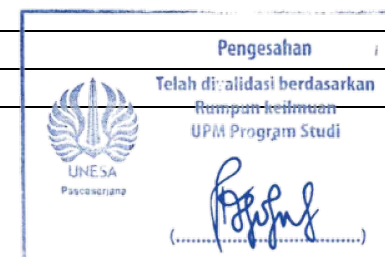 Pengesahan
Telah divalidasi berdasarkan
Rumpun keilmuan
UPM Program Studi
UNESA
Pascasarjana
(.....................................)